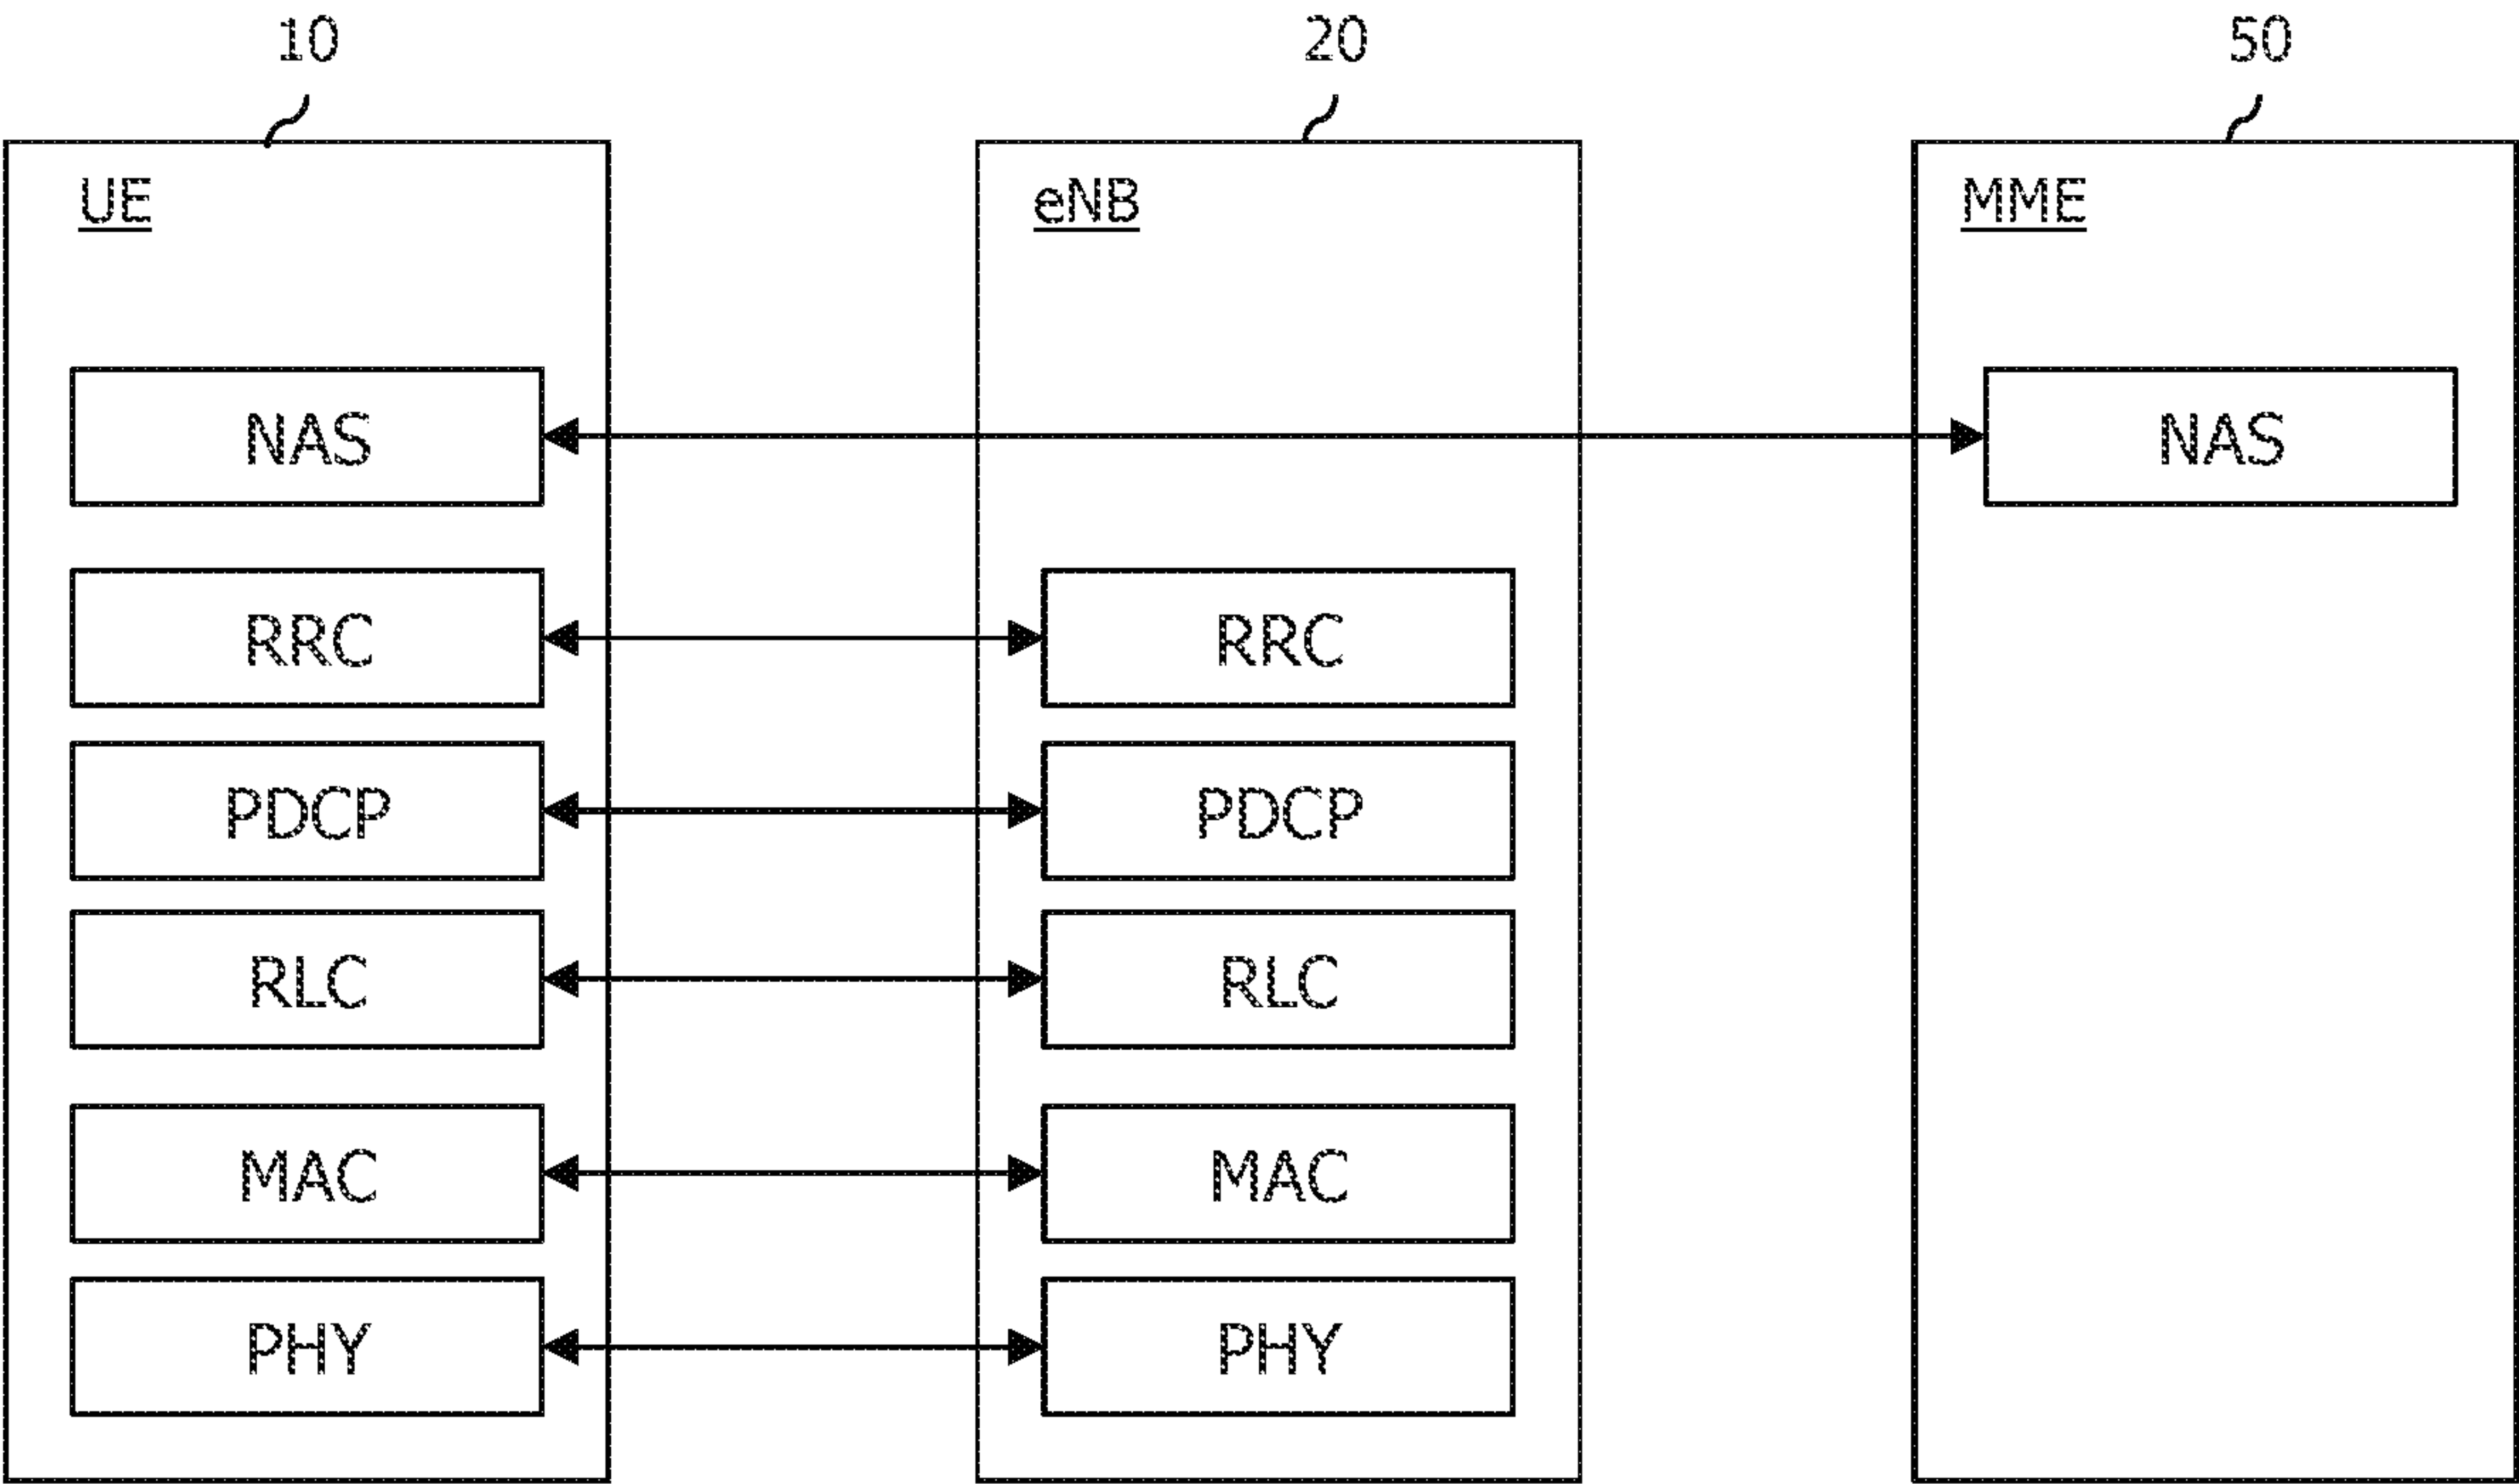 10 20 50
UE eNB MME
NAS NAS
RRC RRC
PDCP PDCP
RLC RLC
MAC MAC
PHY PHY